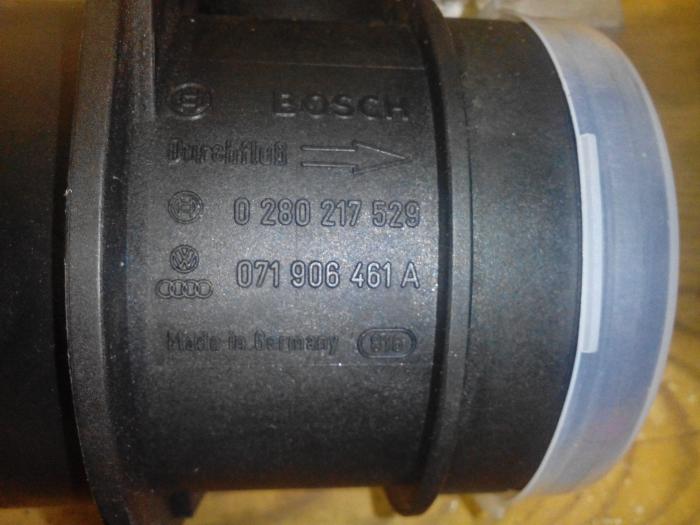 BOSCH
Durchfluß
0 280 217 529
071 906 461 A
Made in Germany